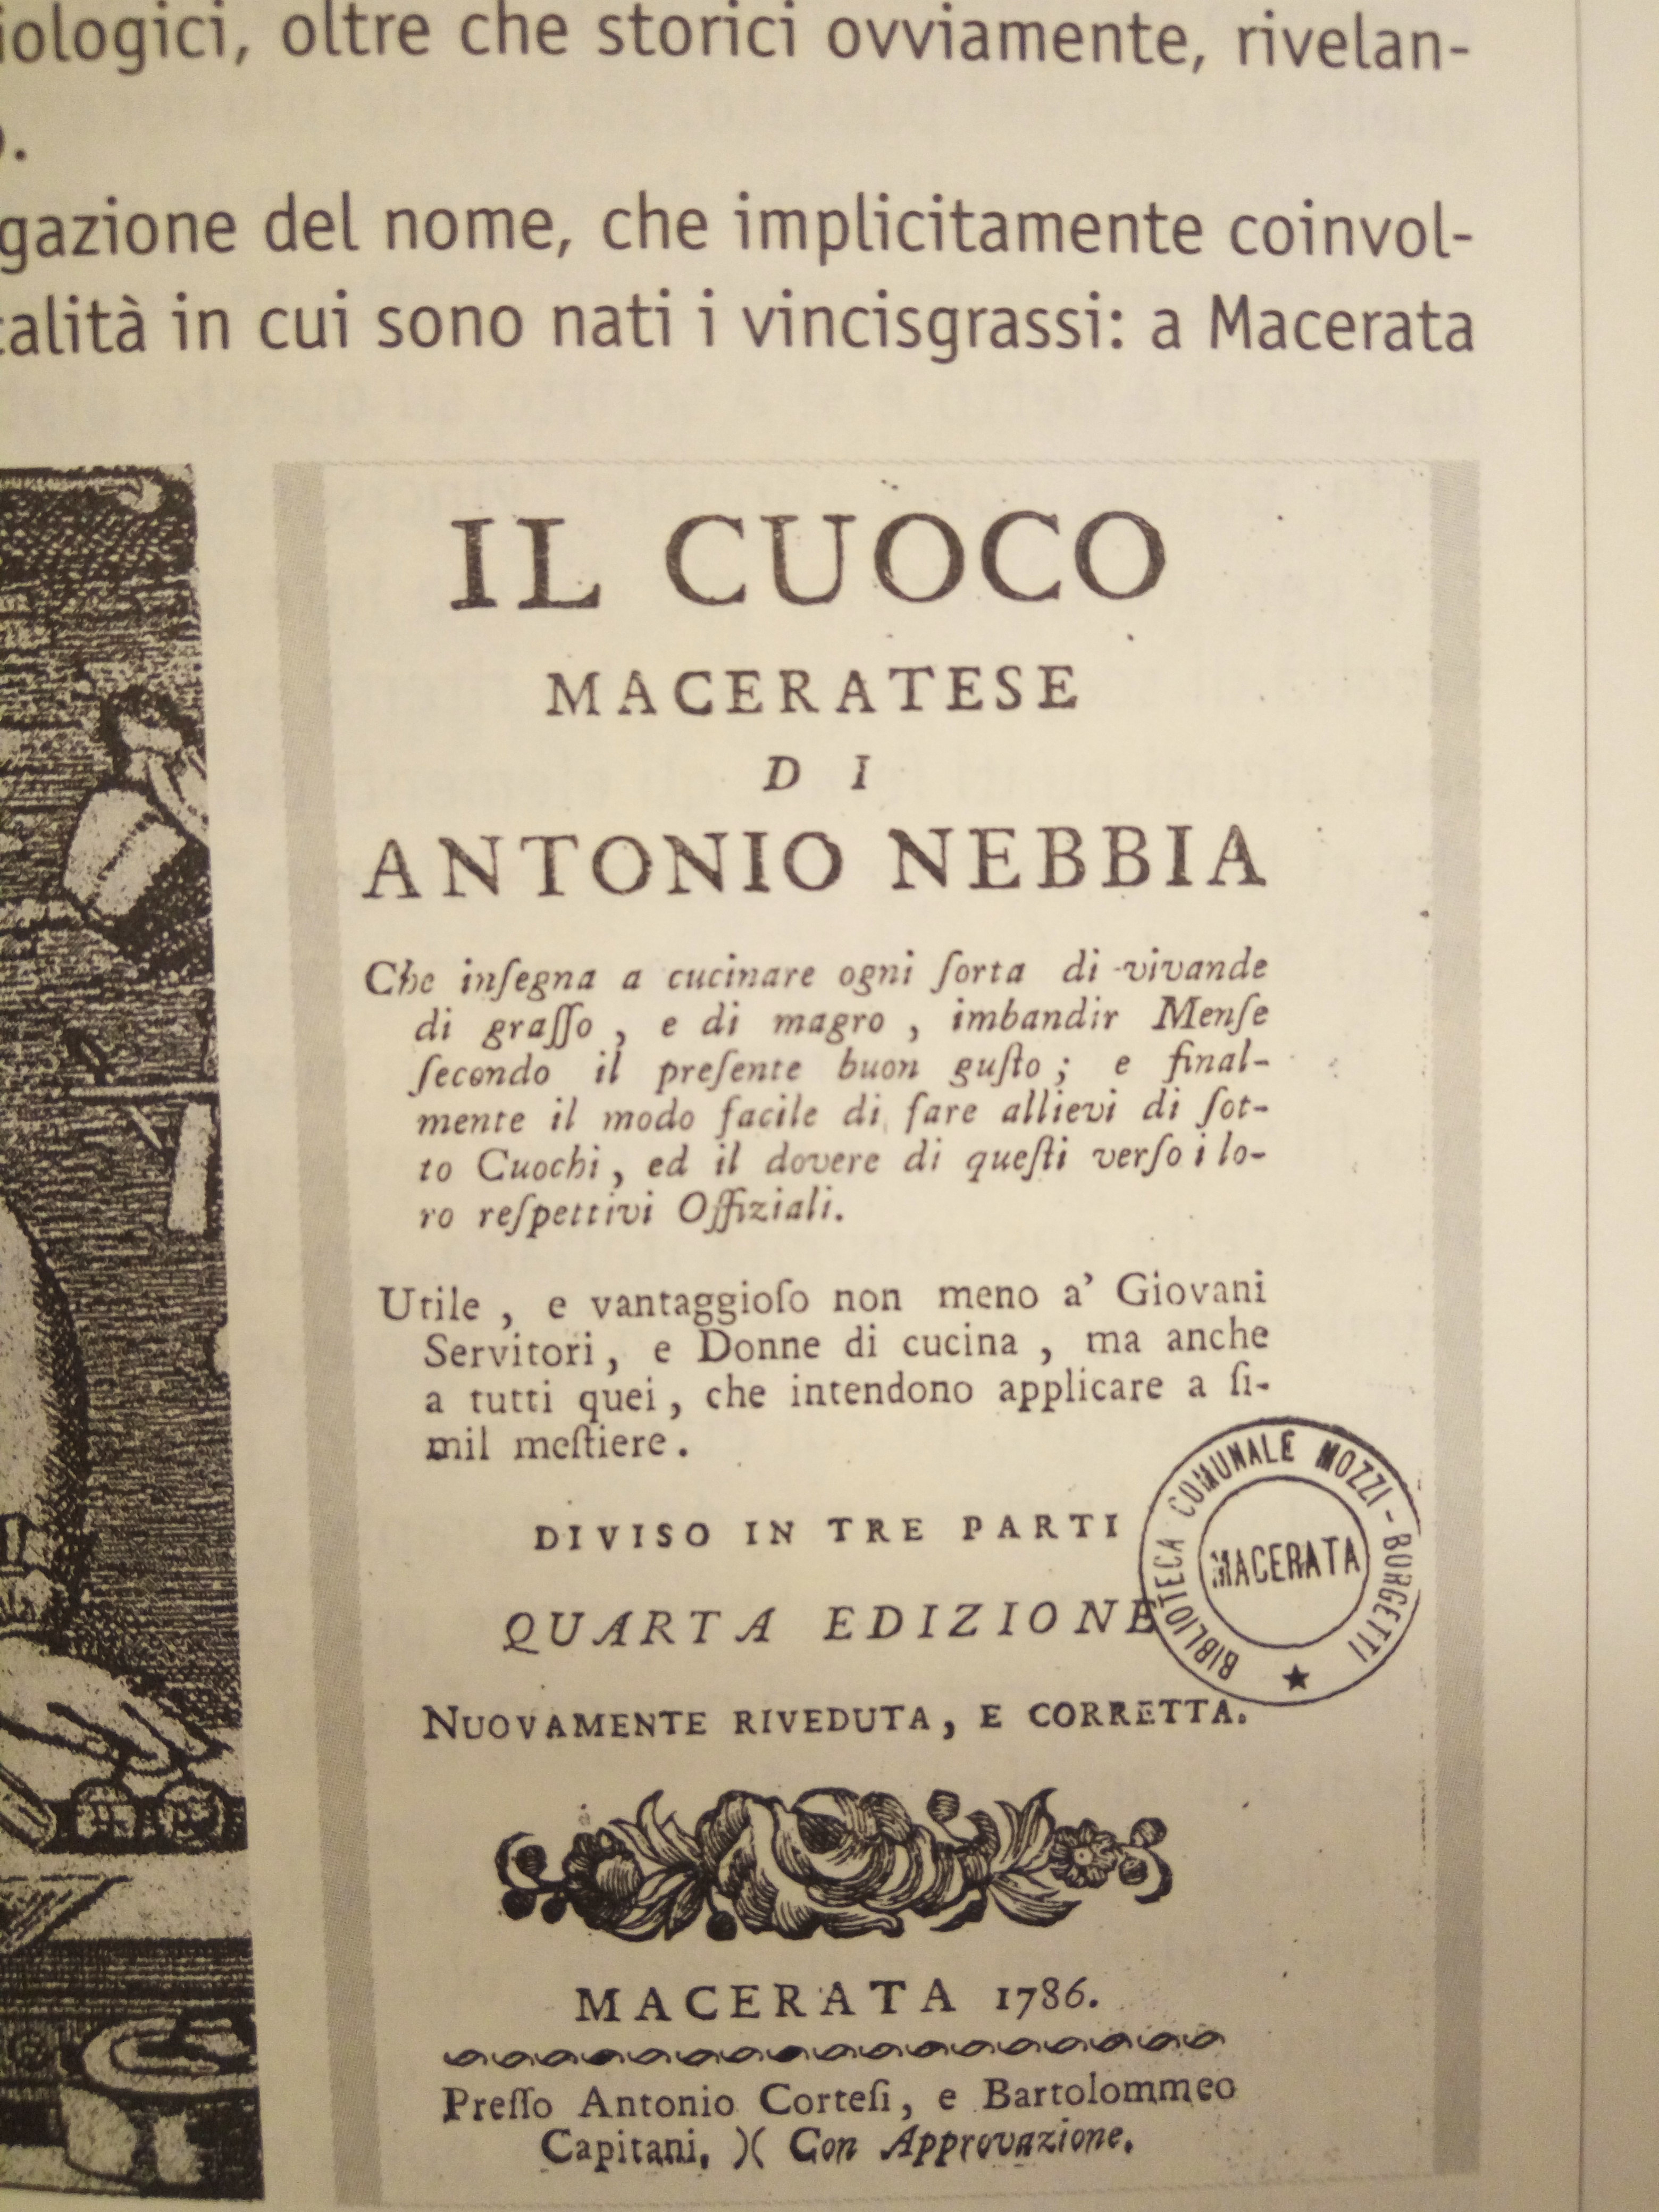 iologici, oltre che storici ovviamente, rivelan-
.
gazione del nome, che implicitamente coinvol-
calità in cui sono nati i vincisgrassi: a Macerata
IL CUOCO
MACERATESE
D I
ANTONIO NEBBIA
Che inſegna a cucinare ogni ſorta di vivande
di graſſo, e di magro, imbandir Menſe
ſecondo il preſente buon guſto; e final-
mente il modo facile di fare allievi di ſot-
to Cuochi, ed il dovere di queſti verſo i lo-
ro reſpettivi Offiziali.
Utile, e vantaggioſo non meno a' Giovani
Servitori, e Donne di cucina, ma anche
a tutti quei, che intendono applicare a ſi-
mil meſtiere.
DIVISO IN TRE PARTI
QUARTA EDIZIONE
NUOVAMENTE RIVEDUTA, E CORRETTA.
BIBLIOTECA COMUNALE MOZZI - BORGETTI
MACERATA
MACERATA 1786.
Preſſo Antonio Corteſi, e Bartolommeo
Capitani. )( Con Approvazione.